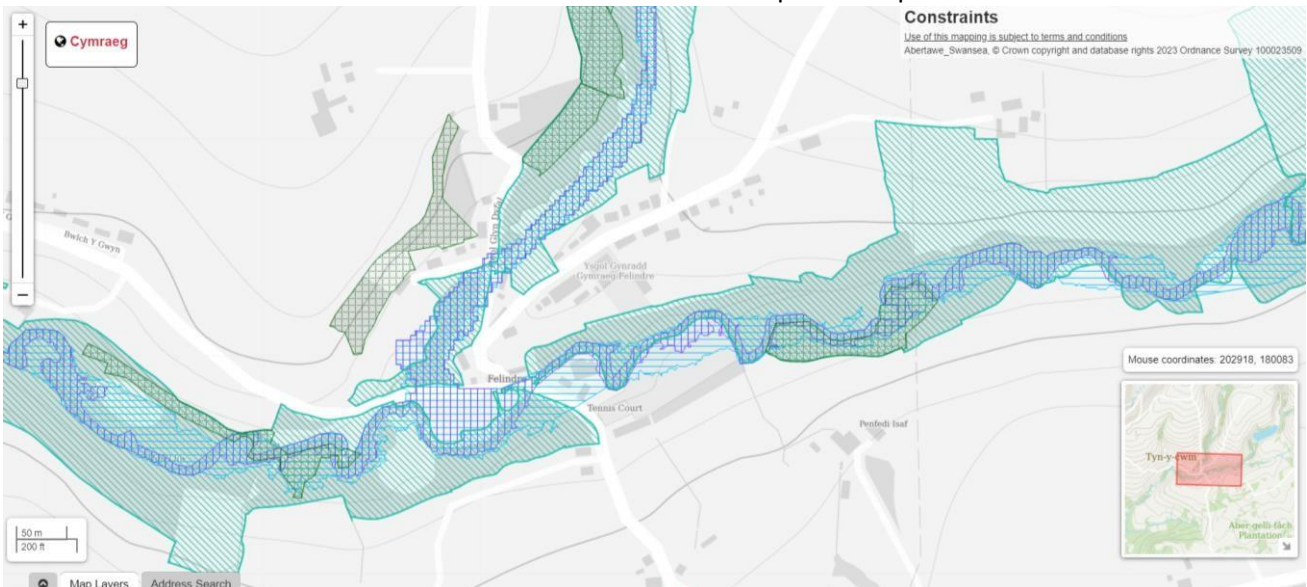 +
Cymraeg
Constraints
Use of this mapping is subject to terms and conditions
Abertawe_Swansea, © Crown copyright and database rights 2023 Ordnance Survey 100023509
Bwlch Y Gwyn
Ysgol Gynradd
Gymraeg Felindre
−
Felindre
Tennis Court
Penfedi Isaf
Mouse coordinates: 202918, 180083
Tyn-y-cwm
Aber-gelli-fâch
Plantation
50 m
200 ft
Map Layers
Address Search